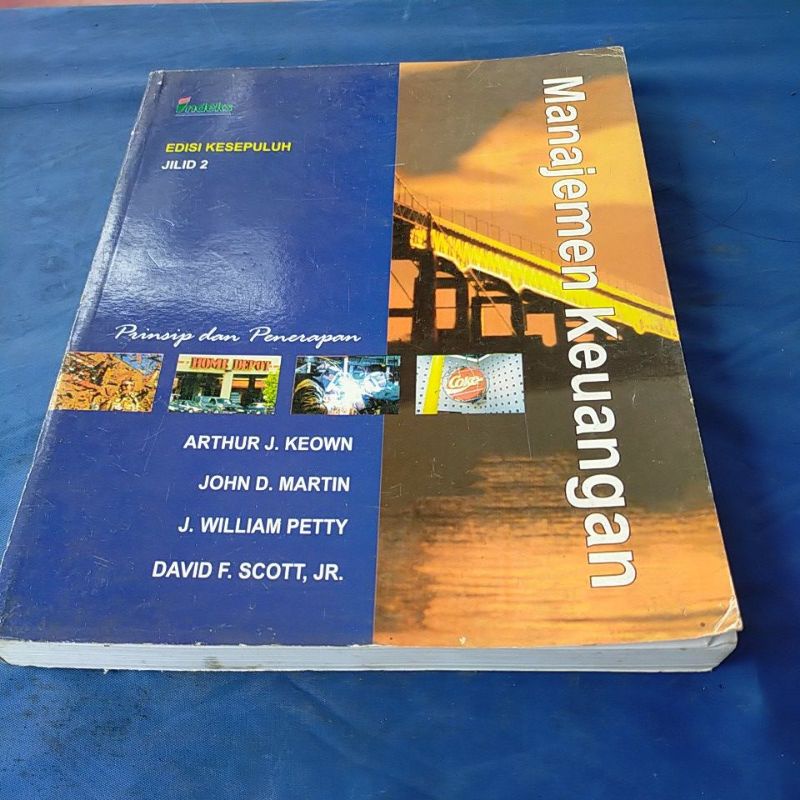 indeks
EDISI KESEPULUH
JILID 2
Manajemen Keuangan
Prinsip dan Penerapan
HOME DEPOT
Coke
ARTHUR J. KEOWN
JOHN D. MARTIN
J. WILLIAM PETTY
DAVID F. SCOTT, JR.